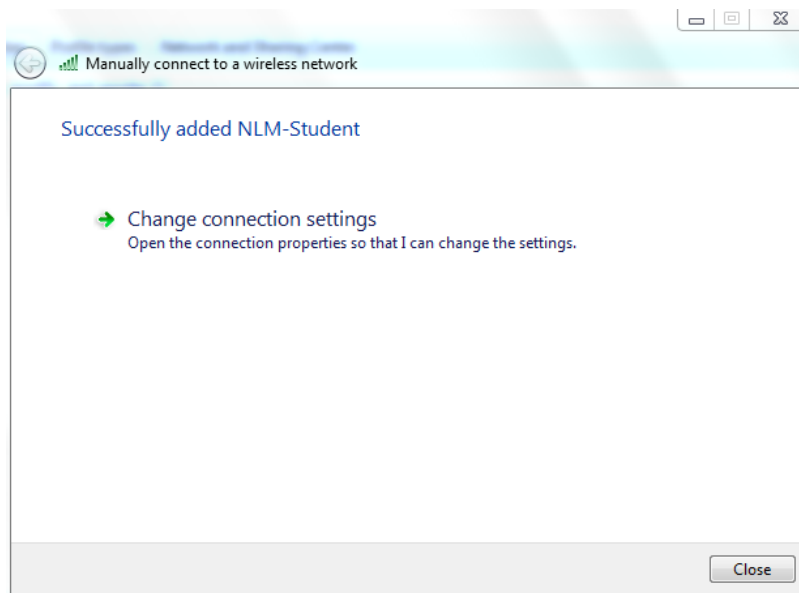 Manually connect to a wireless network
Successfully added NLM-Student
Change connection settings
Open the connection properties so that I can change the settings.
Close